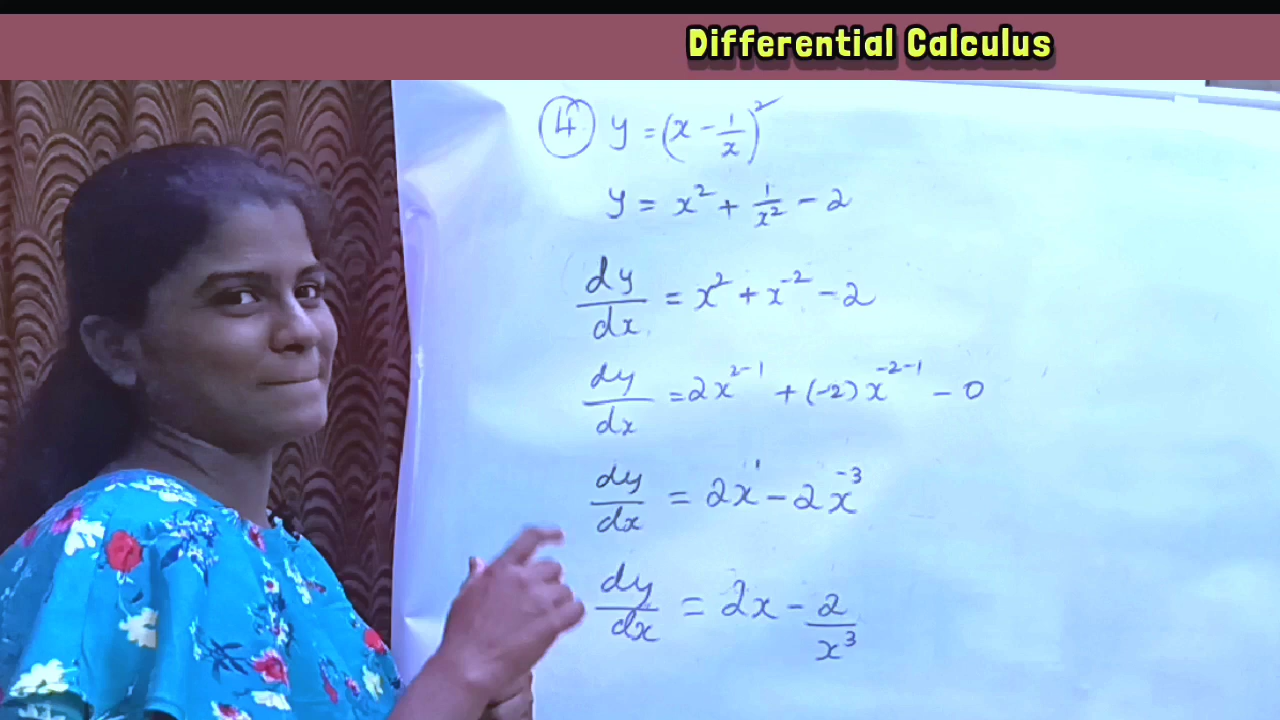 Differential Calculus
④ y = (x - 1/x)²
y = x² + 1/x² - 2
dy/dx = x² + x⁻² - 2
dy/dx = 2x²⁻¹ + (-2)x⁻²⁻¹ - 0
dy/dx = 2x¹ - 2x⁻³
dy/dx = 2x - 2/x³